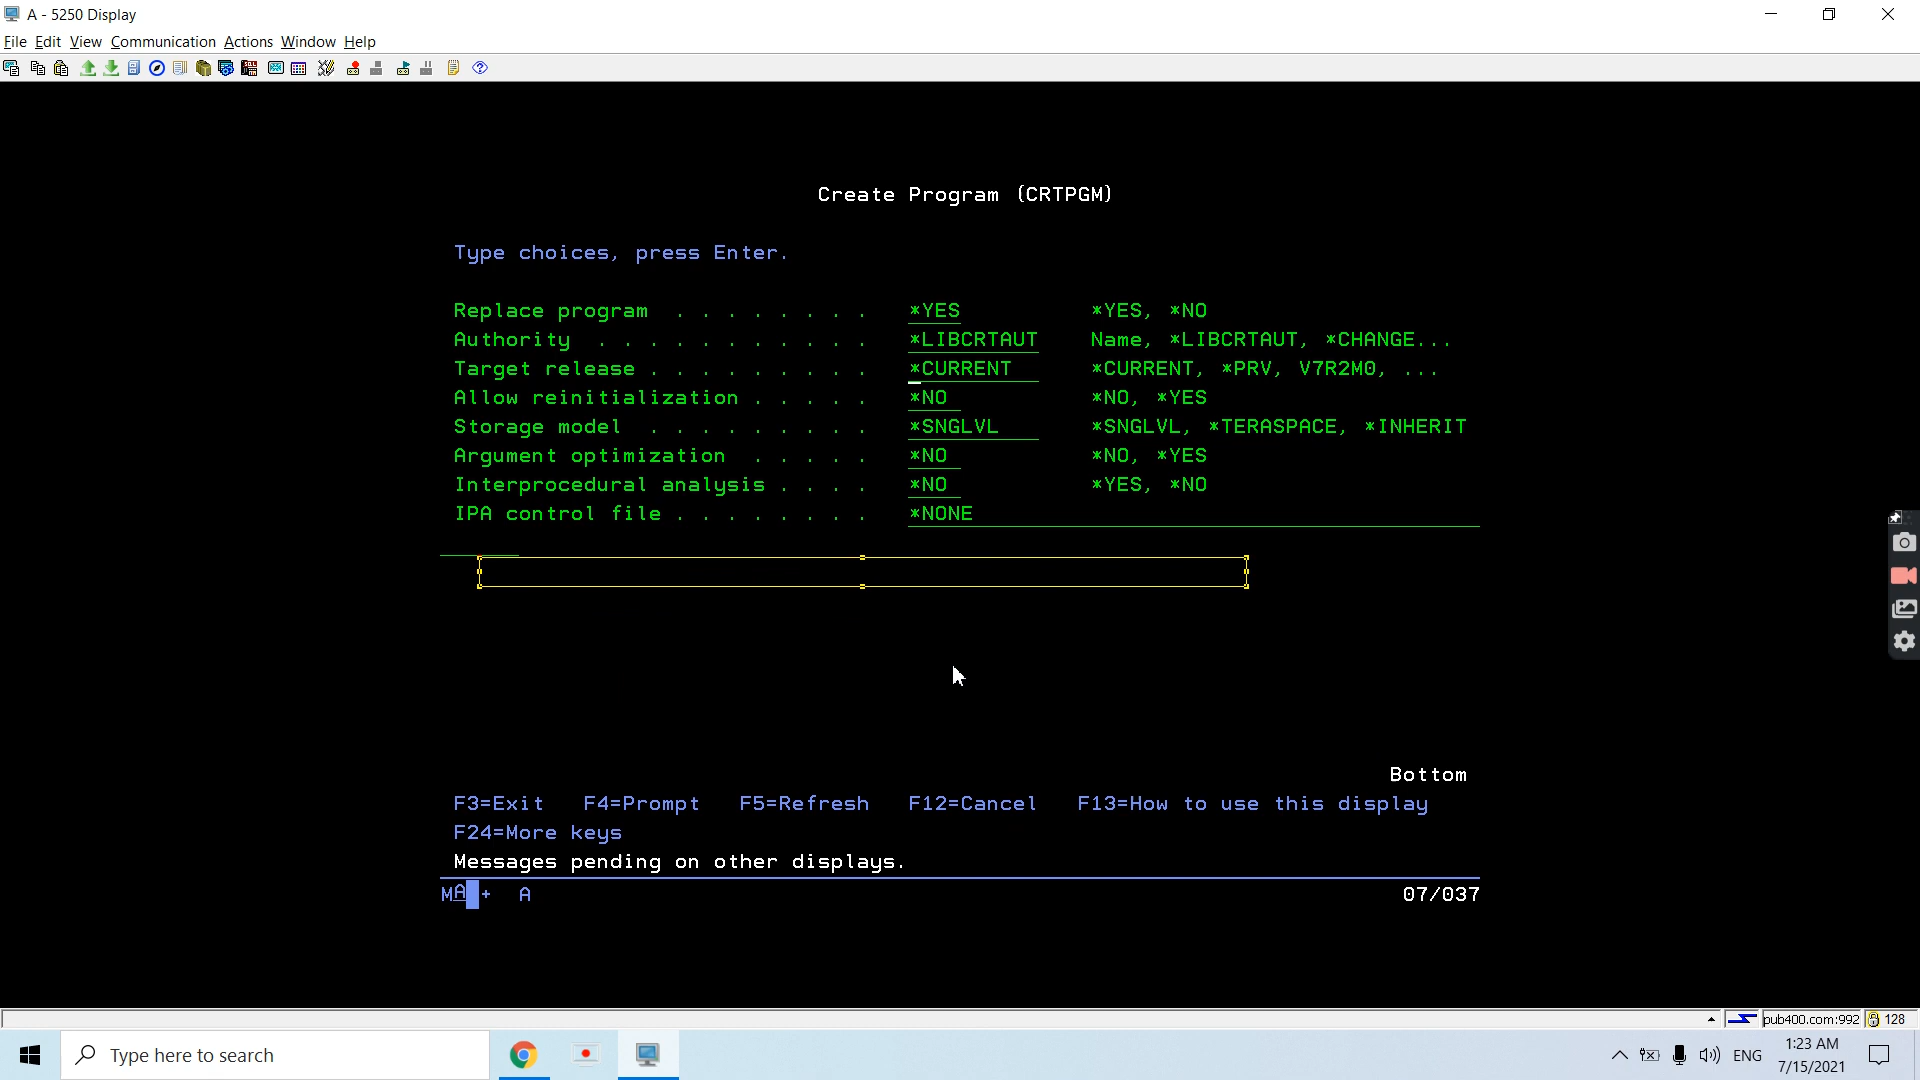 A - 5250 Display
File Edit View Communication Actions Window Help
Create Program (CRTPGM)
Type choices, press Enter.
Replace program . . . . . . . . *YES *YES, *NO
Authority . . . . . . . . . . . *LIBCRTAUT Name, *LIBCRTAUT, *CHANGE...
Target release . . . . . . . . . *CURRENT *CURRENT, *PRV, V7R2M0, ...
Allow reinitialization . . . . . *NO *NO, *YES
Storage model . . . . . . . . . *SNGLVL *SNGLVL, *TERASPACE, *INHERIT
Argument optimization . . . . . *NO *NO, *YES
Interprocedural analysis . . . . *NO *YES, *NO
IPA control file . . . . . . . . *NONE
Bottom
F3=Exit F4=Prompt F5=Refresh F12=Cancel F13=How to use this display
F24=More keys
Messages pending on other displays.
MA + A 07/037
pub400.com:992 128
Type here to search ENG 1:23 AM
7/15/2021